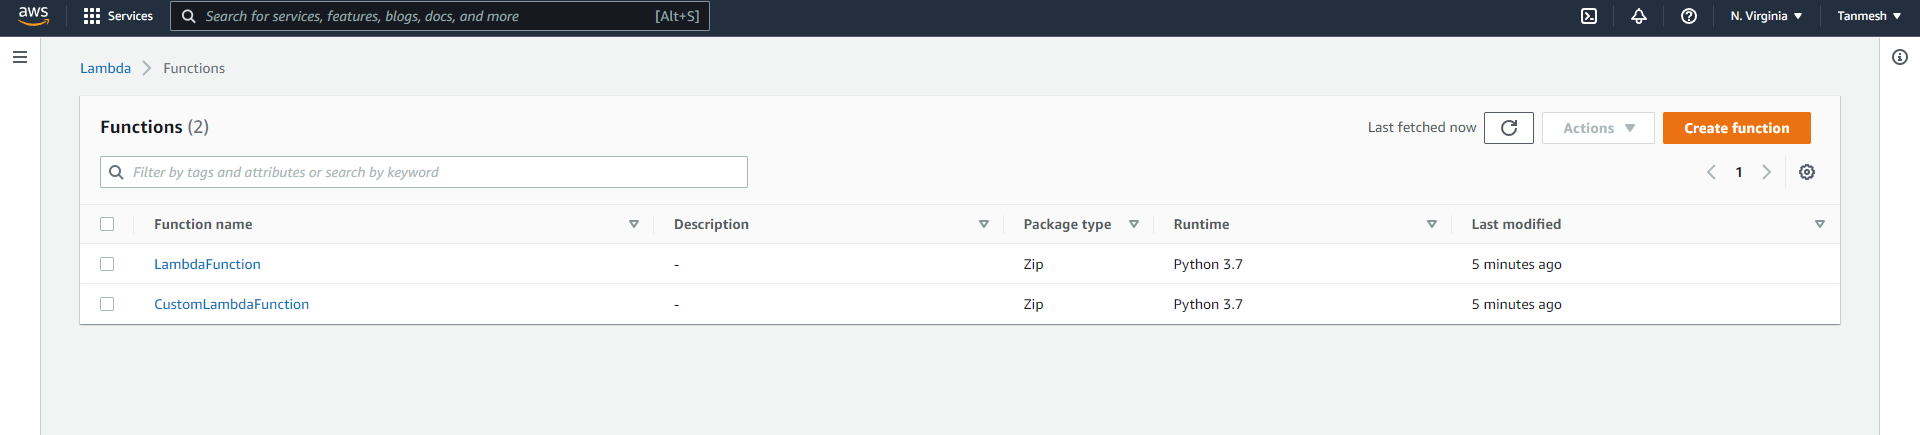 aws Services Search for services, features, blogs, docs, and more [Alt+S] N. Virginia Tanmesh
Lambda Functions
Functions (2) Last fetched now Actions Create function
Filter by tags and attributes or search by keyword 1
Function name Description Package type Runtime Last modified
LambdaFunction - Zip Python 3.7 5 minutes ago
CustomLambdaFunction - Zip Python 3.7 5 minutes ago